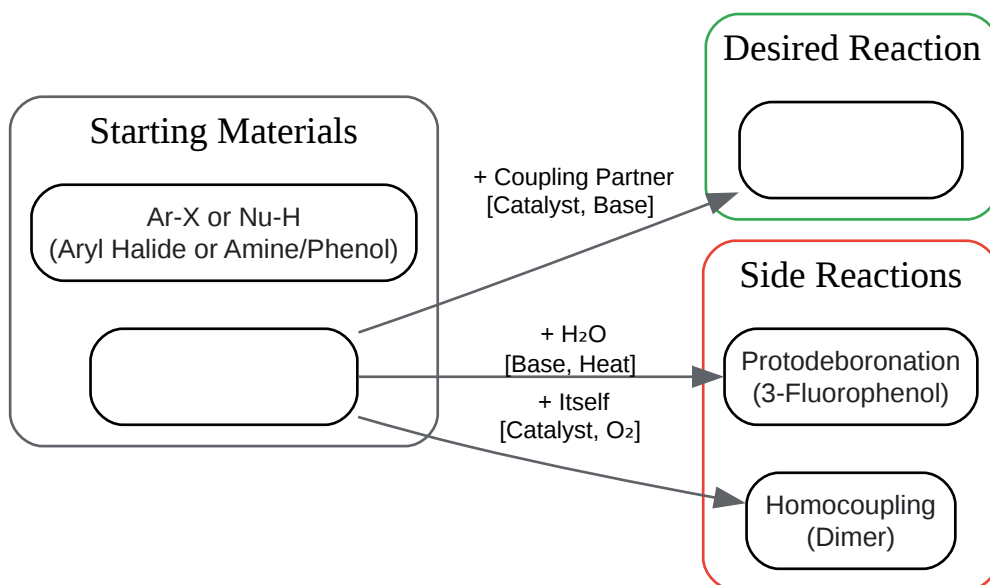 Starting Materials
Ar-X or Nu-H
(Aryl Halide or Amine/Phenol)
+ Coupling Partner
[Catalyst, Base]
+ H₂O
[Base, Heat]
+ Itself
[Catalyst, O₂]
Desired Reaction
Side Reactions
Protodeboronation
(3-Fluorophenol)
Homocoupling
(Dimer)